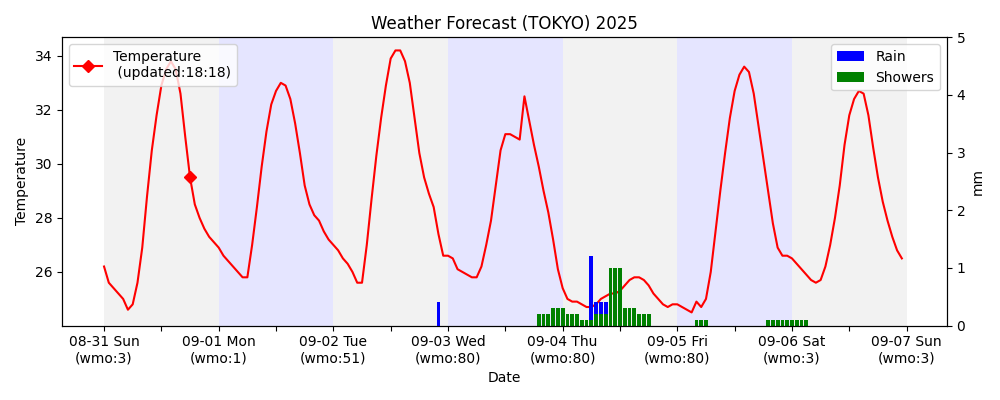 Weather Forecast (TOKYO) 2025
Temperature
(updated:18:18)
Rain
Showers
34
32
30
28
26
Temperature
5
4
3
2
1
0
mm
08-31 Sun
(wmo:3)
09-01 Mon
(wmo:1)
09-02 Tue
(wmo:51)
09-03 Wed
(wmo:80)
09-04 Thu
(wmo:80)
09-05 Fri
(wmo:80)
09-06 Sat
(wmo:3)
09-07 Sun
(wmo:3)
Date